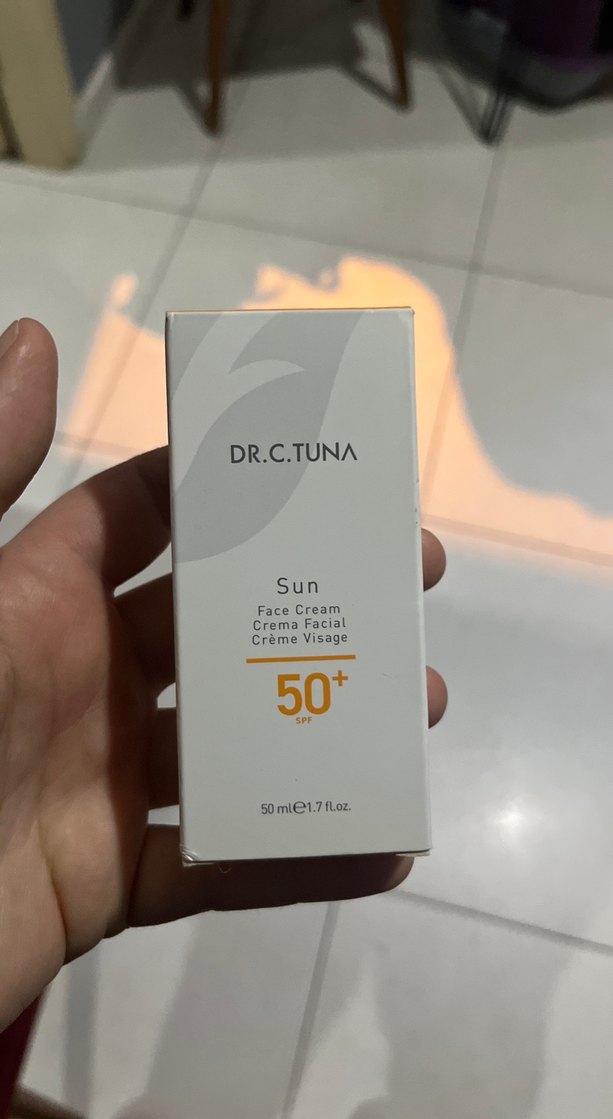 DR.C.TUNA
Sun
Face Cream
Crema Facial
Crème Visage
50+
SPF
50 ml℮1.7 fl.oz.